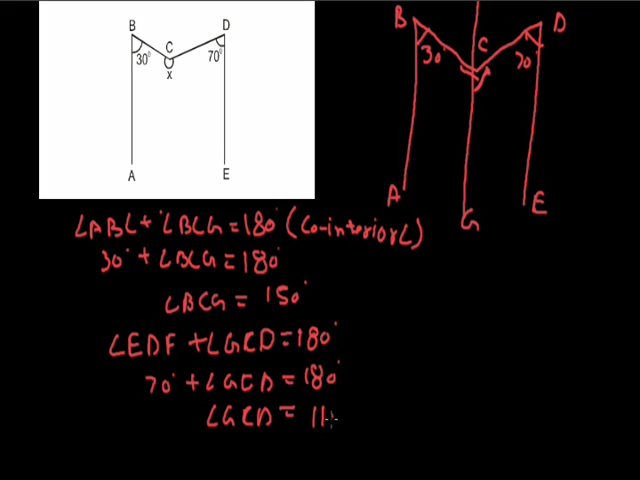 B
D
C
30°
70°
x
A
E
B
D
C
30°
70°
A
E
G
∠ABC + ∠BCG = 180° (Co-interior ∠)
30° + ∠BCG = 180°
∠BCG = 150°
∠EDF + ∠GCD = 180°
70° + ∠GCD = 180°
∠GCD = 11